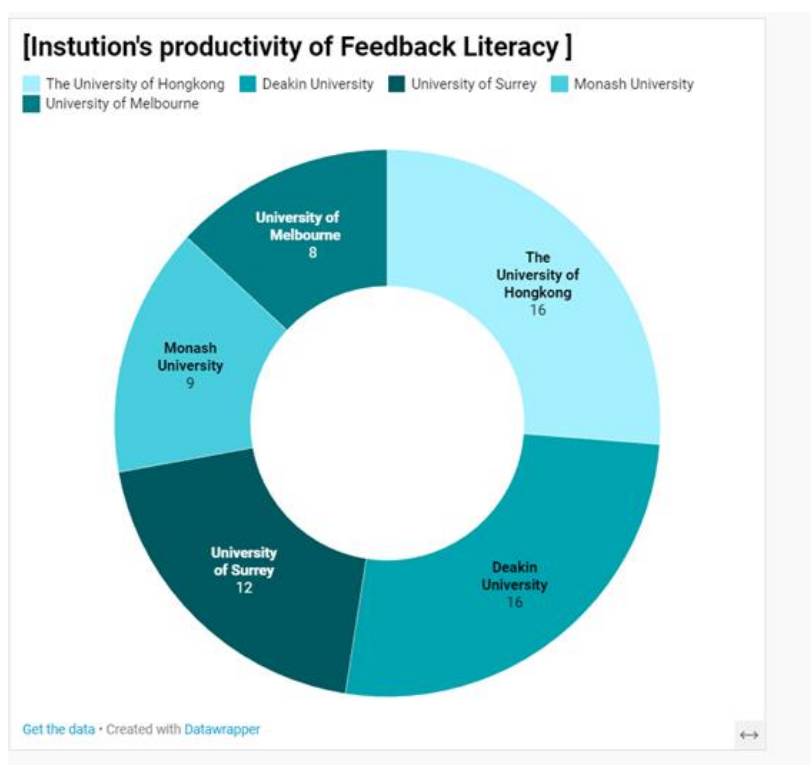 [Instution's productivity of Feedback Literacy ]
The University of Hongkong Deakin University University of Surrey Monash University
University of Melbourne
University of
Melbourne
8
The
University of
Hongkong
16
Monash
University
9
University
of Surrey
12
Deakin
University
16
Get the data • Created with Datawrapper